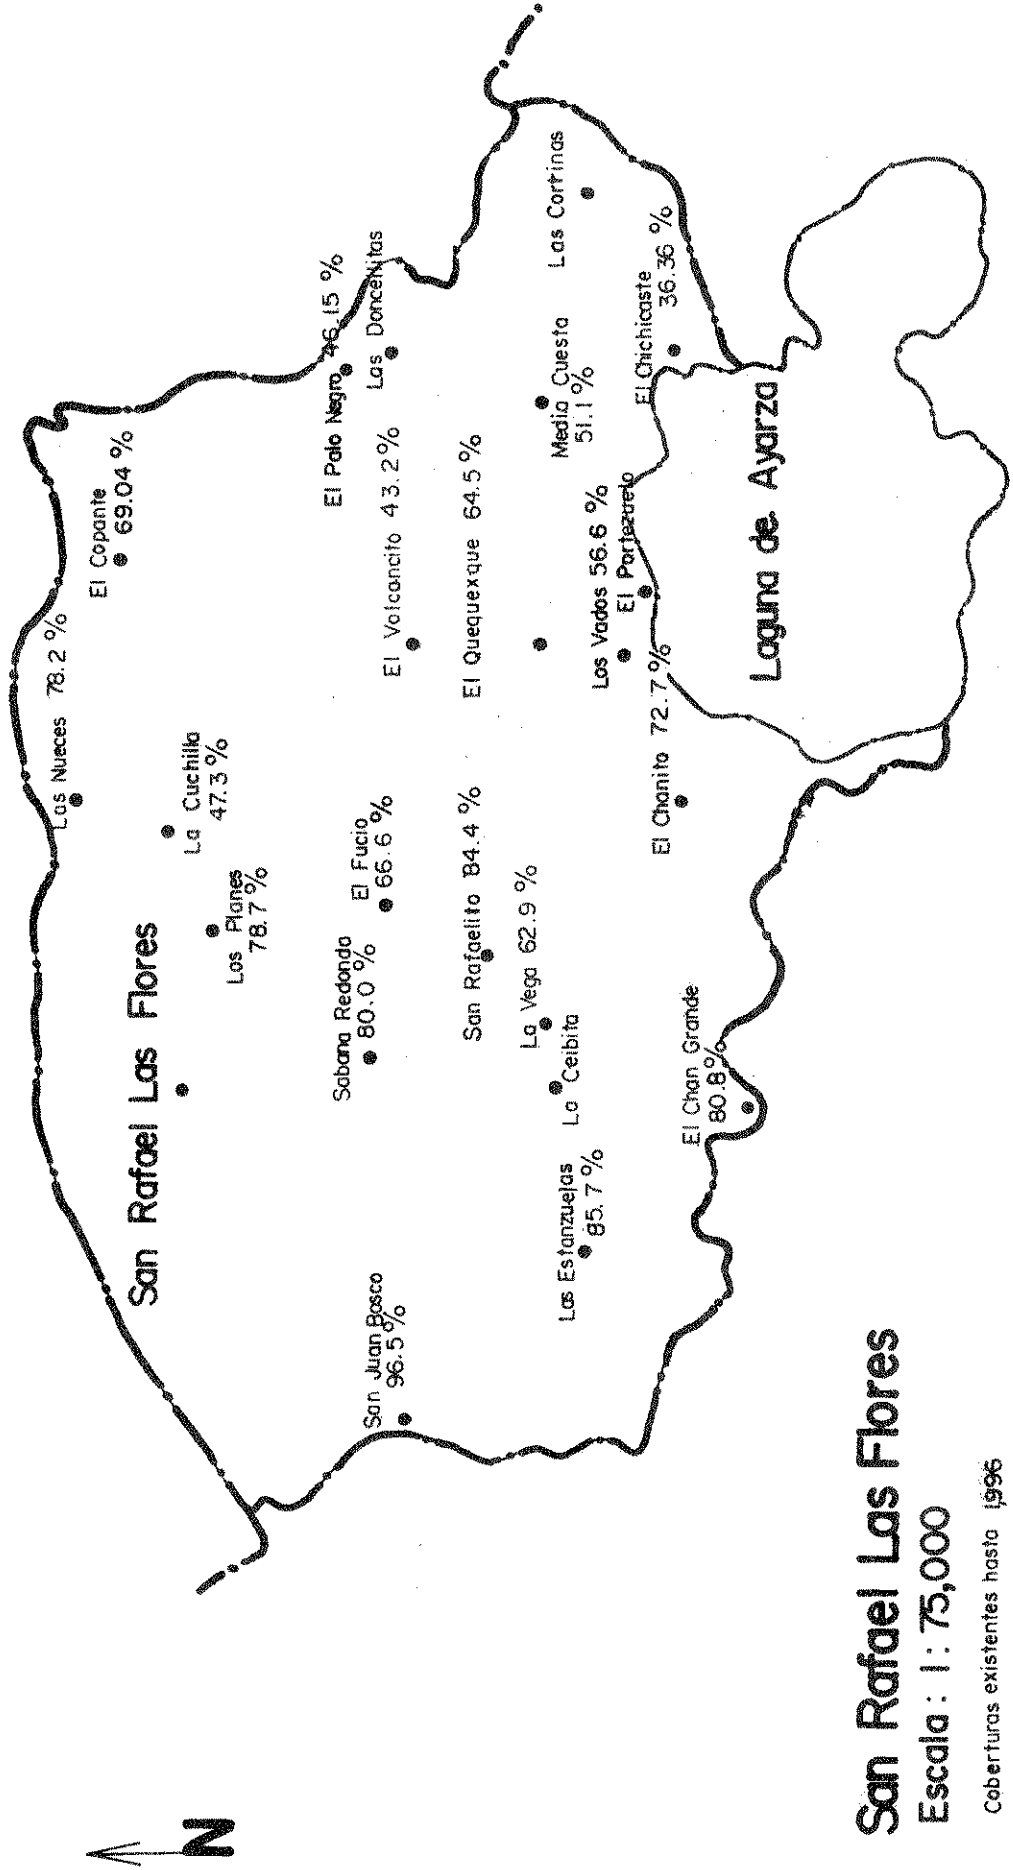 Las Nueces 78.2 %
El Copante
69.04 %
San Rafael Las Flores
La Cuchilla
47.3 %
Los Planes
78.7 %
El Palo Negro 46.15 %
Las Doncellitas
Sabana Redonda
80.0 %
El Fucio
66.6 %
San Juan Bosco
96.5 %
El Volcancito 43.2 %
San Rafaelito 84.4 %
El Quequexque 64.5 %
La Vega 62.9 %
Media Cuesta
51.1 %
Las Cortinas
La Ceibita
Las Estanzuelas
85.7 %
Los Vados 56.6 %
El Portezuelo
El Chichicaste
36.36 %
El Chanito 72.7 %
El Chan Grande
80.8 %
Laguna de Ayarza
N
San Rafael Las Flores
Escala : 1 : 75,000
Coberturas existentes hasta 1,996